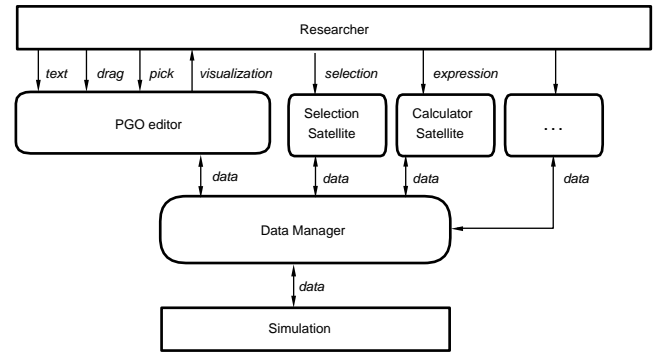 Researcher
text drag pick visualization selection expression
PGO editor
Selection
Satellite
Calculator
Satellite
...
data data data data
Data Manager
data
Simulation